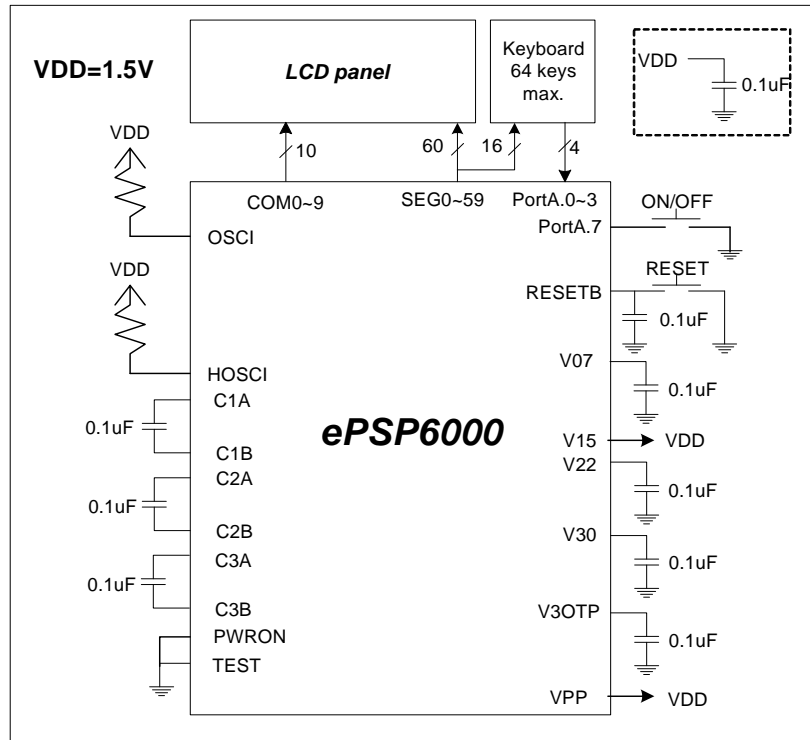 VDD=1.5V
LCD panel
Keyboard
64 keys
max.
VDD
0.1uF
VDD
10
60
16
4
COM0~9
SEG0~59
PortA.0~3
OSCI
PortA.7
ON/OFF
VDD
RESETB
RESET
0.1uF
HOSCI
V07
0.1uF
C1A
0.1uF
C1B
ePSP6000
V15
VDD
C2A
V22
0.1uF
0.1uF
C2B
V30
C3A
0.1uF
0.1uF
C3B
V3OTP
PWRON
0.1uF
TEST
VPP
VDD